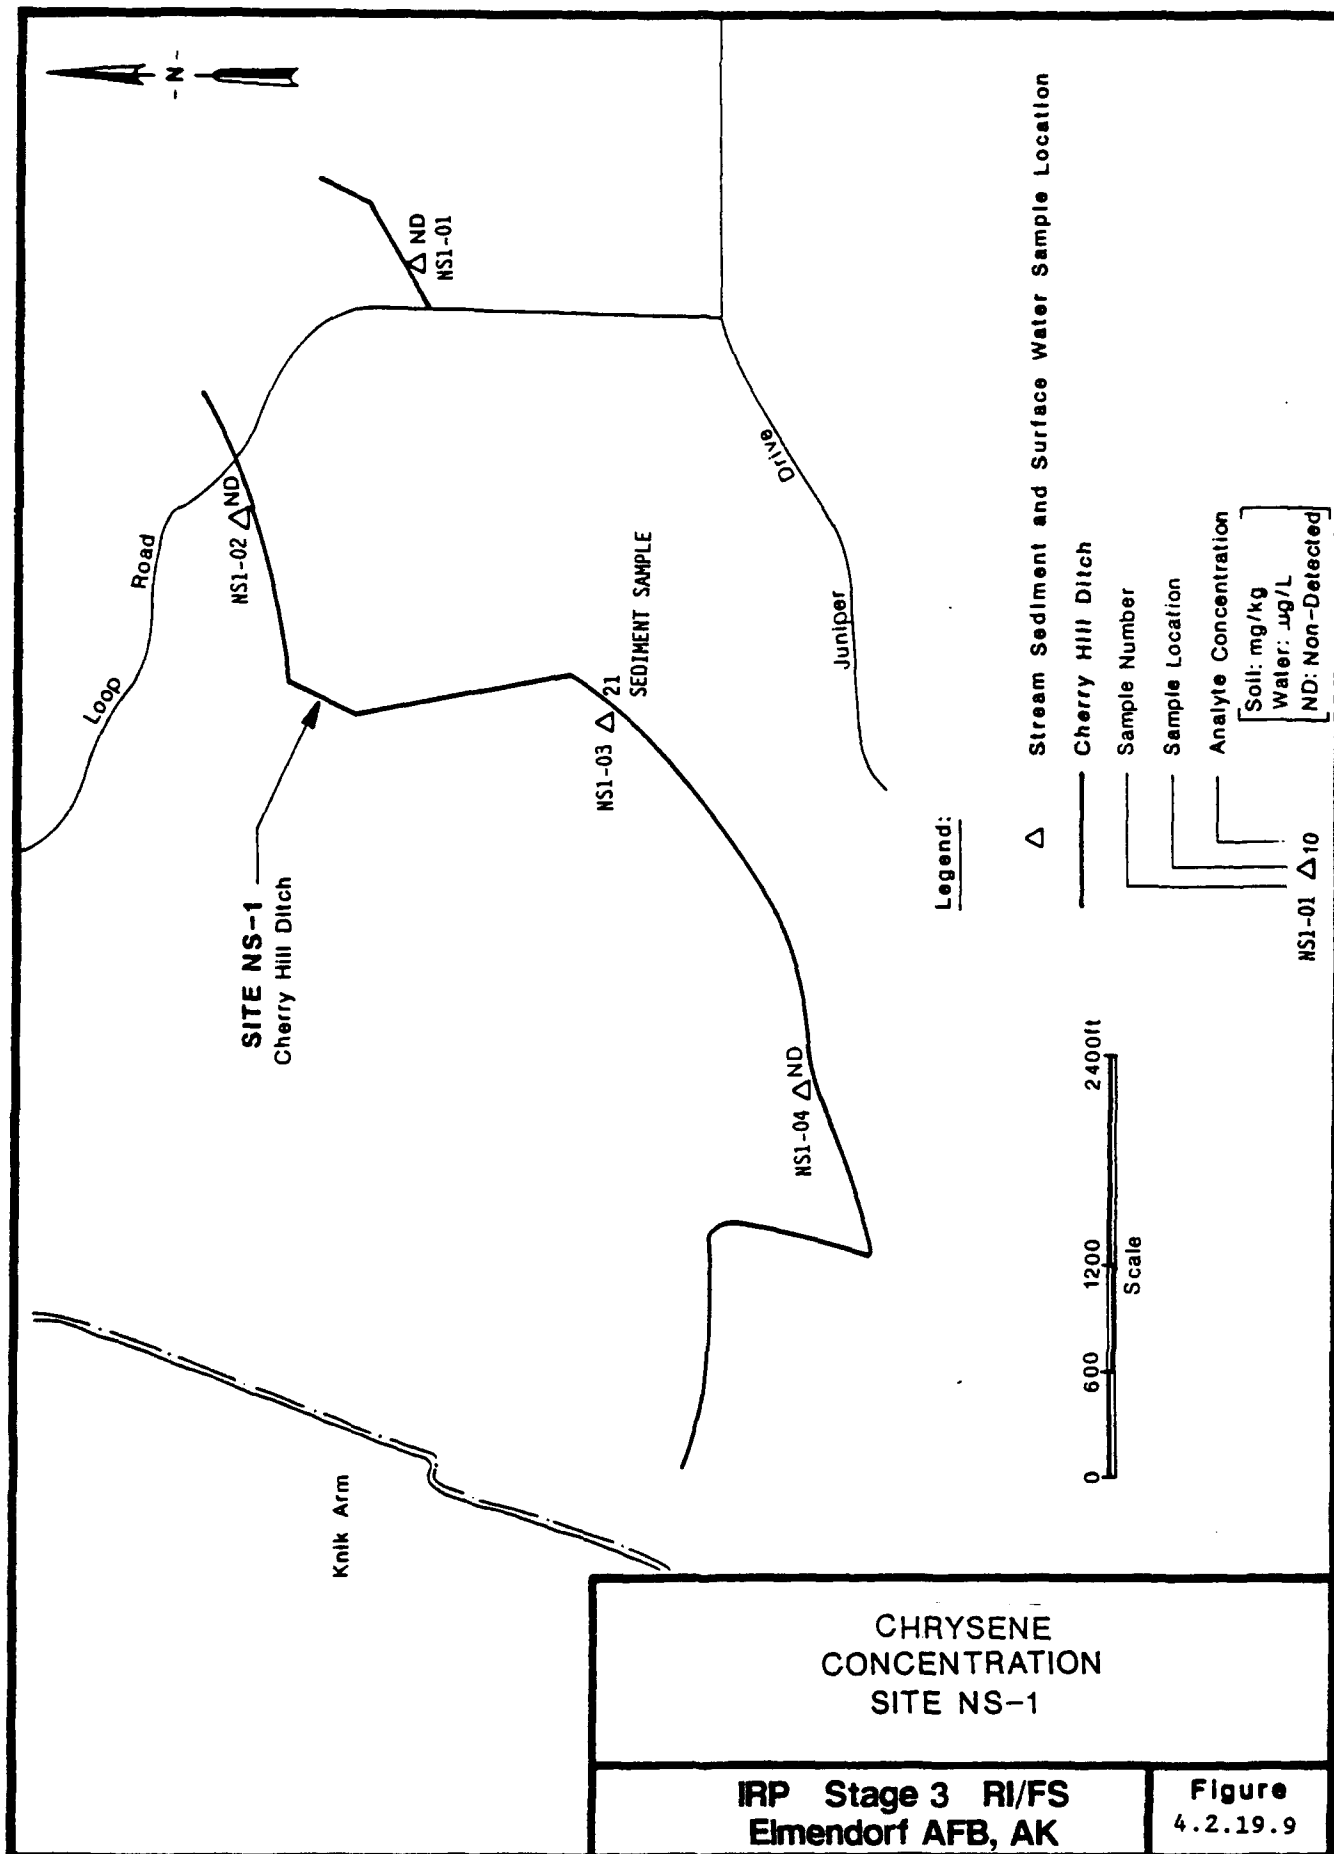 - N -
Loop
Road
NS1-02
ND
ND
NS1-01
SITE NS-1
Cherry Hill Ditch
NS1-03
21
SEDIMENT SAMPLE
Juniper
Drive
NS1-04
ND
Knik Arm
Legend:
Stream Sediment and Surface Water Sample Location
Cherry Hill Ditch
Sample Number
Sample Location
Analyte Concentration
Soil: mg/kg
Water: µg/L
ND: Non-Detected
NS1-01
10
0
600
1200
2400ft
Scale
CHRYSENE
CONCENTRATION
SITE NS-1
IRP Stage 3 RI/FS
Elmendorf AFB, AK
Figure
4.2.19.9